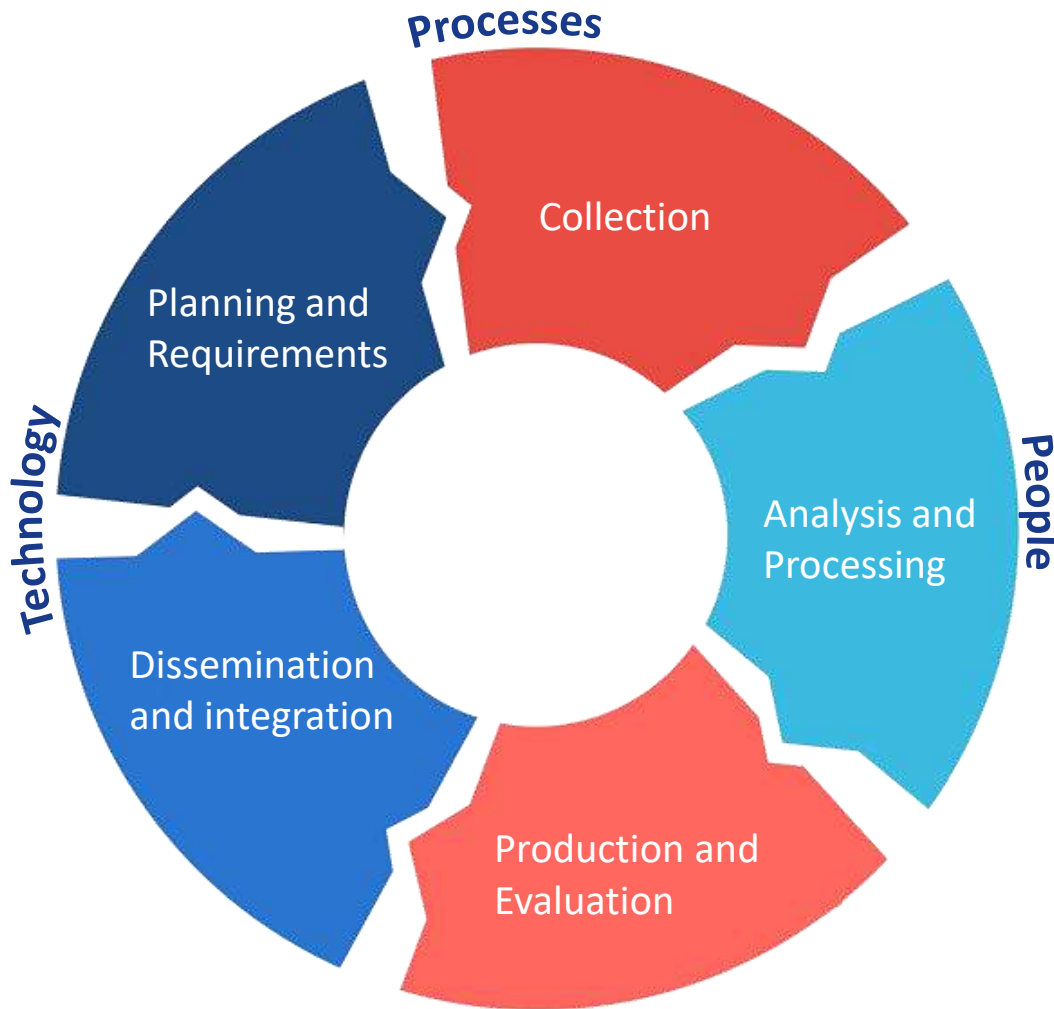 Processes
Collection
Planning and
Requirements
Technology
People
Analysis and
Processing
Dissemination
and integration
Production and
Evaluation